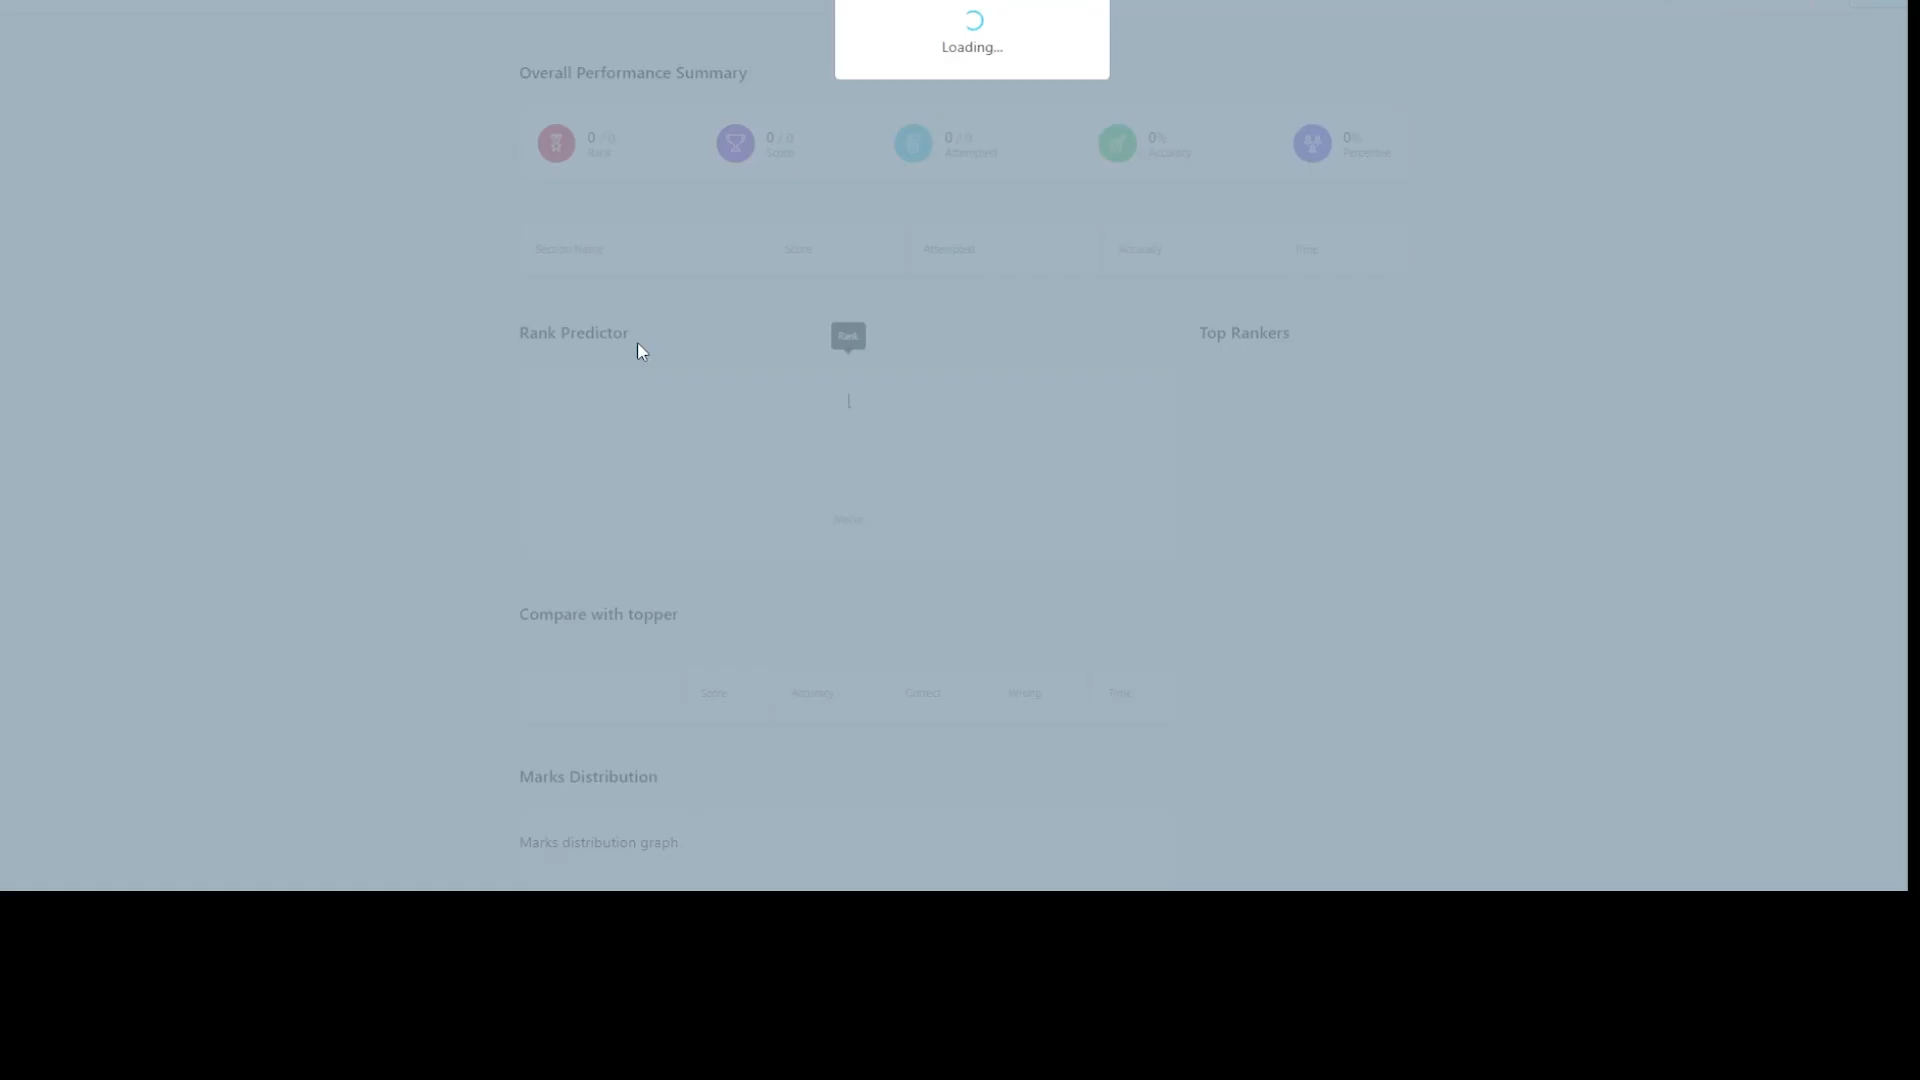 Loading...
Overall Performance Summary
0 / 0
Rank
0 / 0
Score
0 / 0
Attempted
0%
Accuracy
0%
Percentile
Section Name Score Attempted Accuracy Time
Rank Predictor
Rank
Top Rankers
Marks
Compare with topper
Score Accuracy Correct Wrong Time
Marks Distribution
Marks distribution graph.